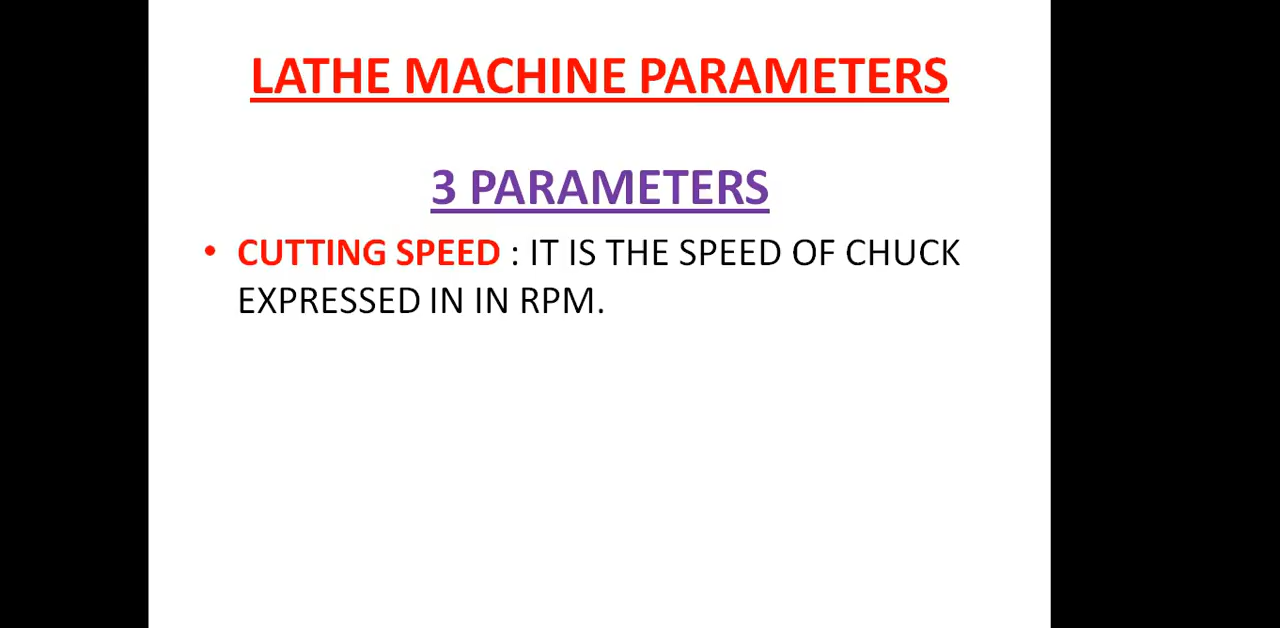 LATHE MACHINE PARAMETERS
3 PARAMETERS
• CUTTING SPEED : IT IS THE SPEED OF CHUCK
EXPRESSED IN IN RPM.